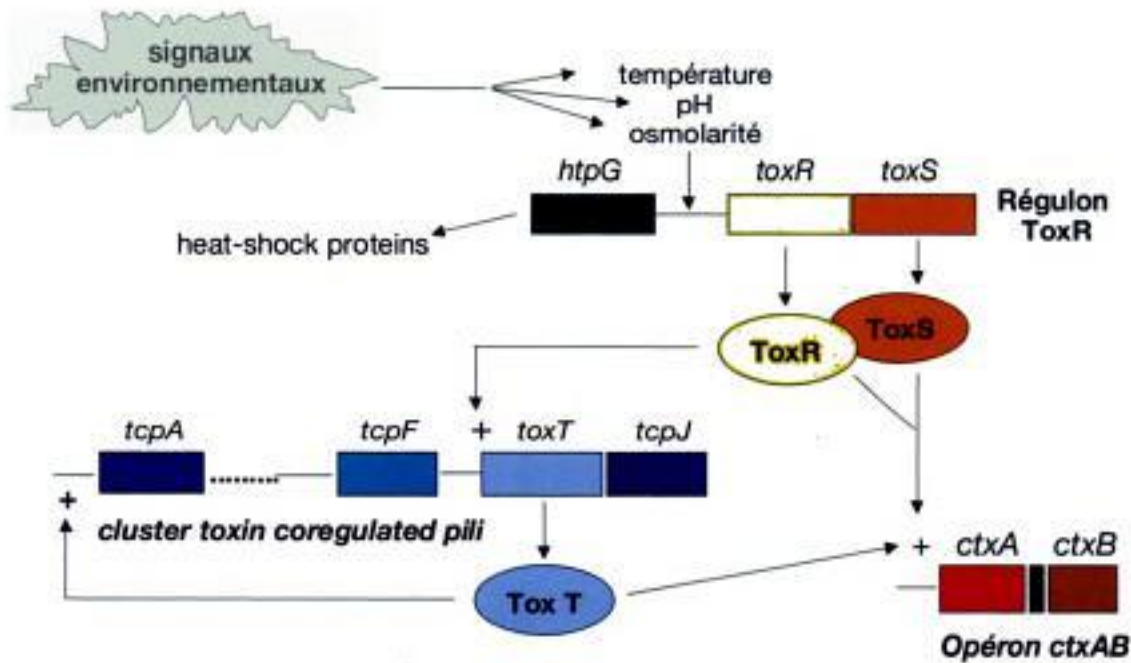 signaux
environnementaux
température
pH
osmolarité
htpG
toxR
toxS
Régulon
ToxR
heat-shock proteins
ToxS
ToxR
tcpA
tcpF
+
toxT
tcpJ
+
cluster toxin coregulated pili
+
ctxA
ctxB
Tox T
Opéron ctxAB